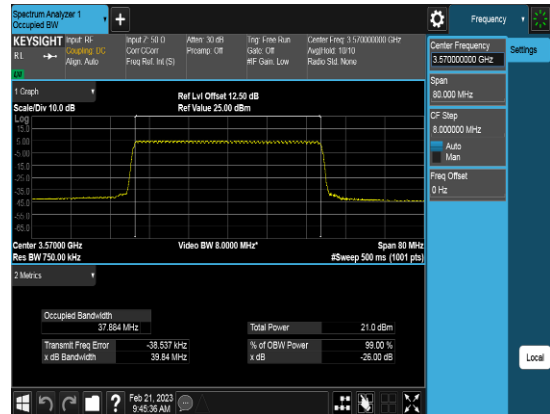 Spectrum Analyzer 1
Occupied BW
Frequency
KEYSIGHT
Input: RF
Input Z: 50 Ω
Atten: 30 dB
Trig: Free Run
Center Freq: 3.570000000 GHz
RL
Coupling: DC
Corr CCorr
Preamp: Off
Gate: Off
Avg|Hold: 10/10
Align: Auto
Freq Ref: Int (S)
#IF Gain: Low
Radio Std: None
Center Frequency
3.570000000 GHz
Settings
Span
80.000 MHz
CF Step
8.000000 MHz
Auto
Man
Freq Offset
0 Hz
1 Graph
Ref Lvl Offset 12.50 dB
Scale/Div 10.0 dB
Ref Value 25.00 dBm
Log
15.0
5.00
-5.00
-15.0
-25.0
-35.0
-45.0
-55.0
-65.0
Center 3.57000 GHz
Video BW 8.0000 MHz*
Span 80 MHz
Res BW 750.00 kHz
#Sweep 500 ms (1001 pts)
2 Metrics
Occupied Bandwidth
37.884 MHz
Total Power
21.0 dBm
Transmit Freq Error
-38.537 kHz
% of OBW Power
99.00 %
x dB Bandwidth
39.84 MHz
x dB
-26.00 dB
Local
?
Feb 21, 2023
9:45:36 AM